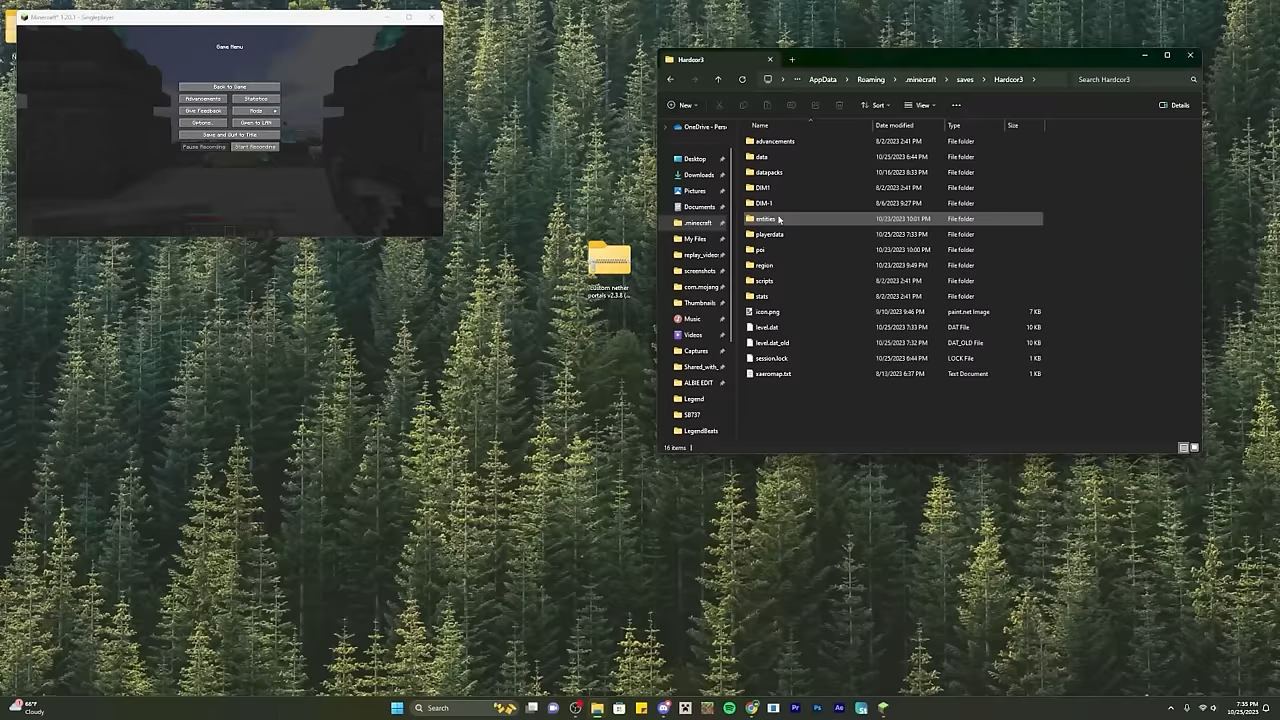 Minecraft* 1.20.1 - Singleplayer
Game Menu
Back to Game
Advancements
Statistics
Give Feedback
Mods
Options...
Open to LAN
Save and Quit to Title
Pause Recording
Start Recording
custom nether
portals v2.3.8 (...
Hardcor3
AppData
Roaming
.minecraft
saves
Hardcor3
Search Hardcor3
New
Sort
View
Details
OneDrive - Pers
Desktop
Downloads
Pictures
Documents
.minecraft
My Files
replay_videos
screenshots
com.mojang
Thumbnails
Music
Videos
Captures
Shared_with_
ALBIE EDIT
Legend
SB737
LegendBeats
Name Date modified Type Size
advancements 8/2/2023 2:41 PM File folder
data 10/25/2023 6:44 PM File folder
datapacks 10/16/2023 8:33 PM File folder
DIM1 8/2/2023 2:41 PM File folder
DIM-1 8/6/2023 9:27 PM File folder
entities 10/23/2023 10:01 PM File folder
playerdata 10/25/2023 7:33 PM File folder
poi 10/23/2023 10:00 PM File folder
region 10/23/2023 9:49 PM File folder
scripts 8/2/2023 2:41 PM File folder
stats 8/2/2023 2:41 PM File folder
icon.png 9/10/2023 9:46 PM paint.net Image 7 KB
level.dat 10/25/2023 7:33 PM DAT File 10 KB
level.dat_old 10/25/2023 7:32 PM DAT_OLD File 10 KB
session.lock 10/25/2023 6:44 PM LOCK File 1 KB
xaeromap.txt 8/13/2023 6:37 PM Text Document 1 KB
16 items
66°F
Cloudy
Search
Pr
Ps
Ae
7:35 PM
10/25/2023